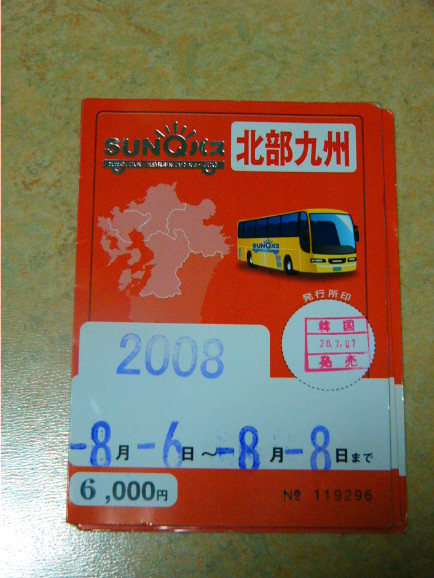 SUNQパス
北部九州
SUNQ
発行所印
韓国
20.7.07
発売
2008
-8月-6日～-8月-8日まで
6,000円
№ 119296